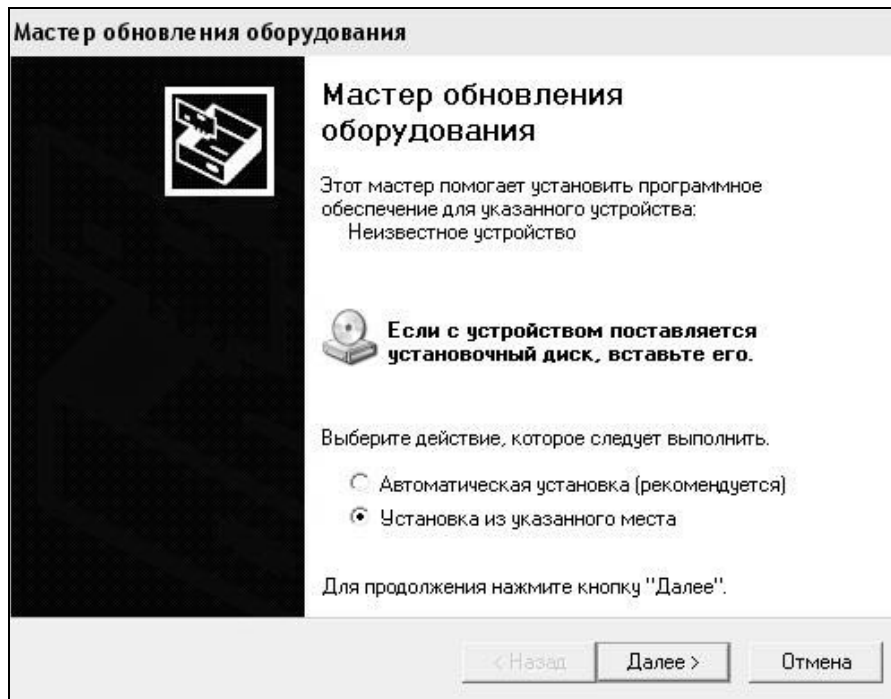 Мастер обновления оборудования
Мастер обновления
оборудования
Этот мастер помогает установить программное
обеспечение для указанного устройства:
Неизвестное устройство
Если с устройством поставляется
установочный диск, вставьте его.
Выберите действие, которое следует выполнить.
Автоматическая установка (рекомендуется)
Установка из указанного места
Для продолжения нажмите кнопку "Далее".
< Назад Далее > Отмена